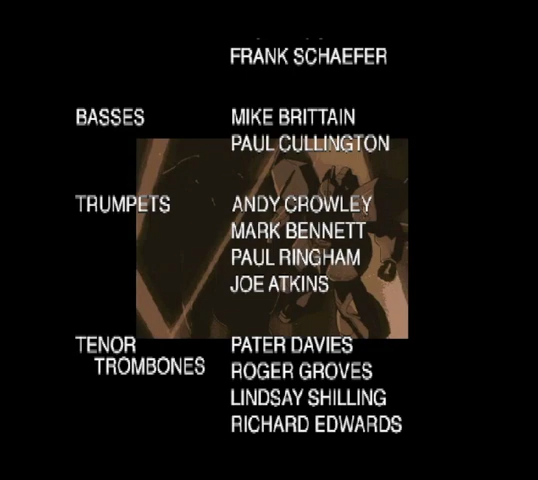 FRANK SCHAEFER
BASSES MIKE BRITTAIN
PAUL CULLINGTON
TRUMPETS ANDY CROWLEY
MARK BENNETT
PAUL RINGHAM
JOE ATKINS
TENOR PATER DAVIES
TROMBONES ROGER GROVES
LINDSAY SHILLING
RICHARD EDWARDS